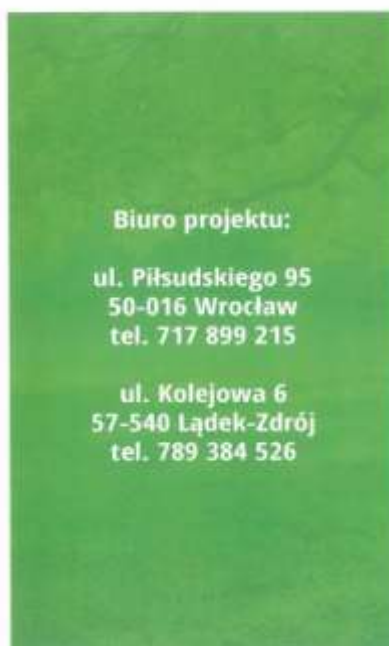 Biuro projektu:
ul. Piłsudskiego 95
50-016 Wrocław
tel. 717 899 215
ul. Kolejowa 6
57-540 Lądek-Zdrój
tel. 789 384 526